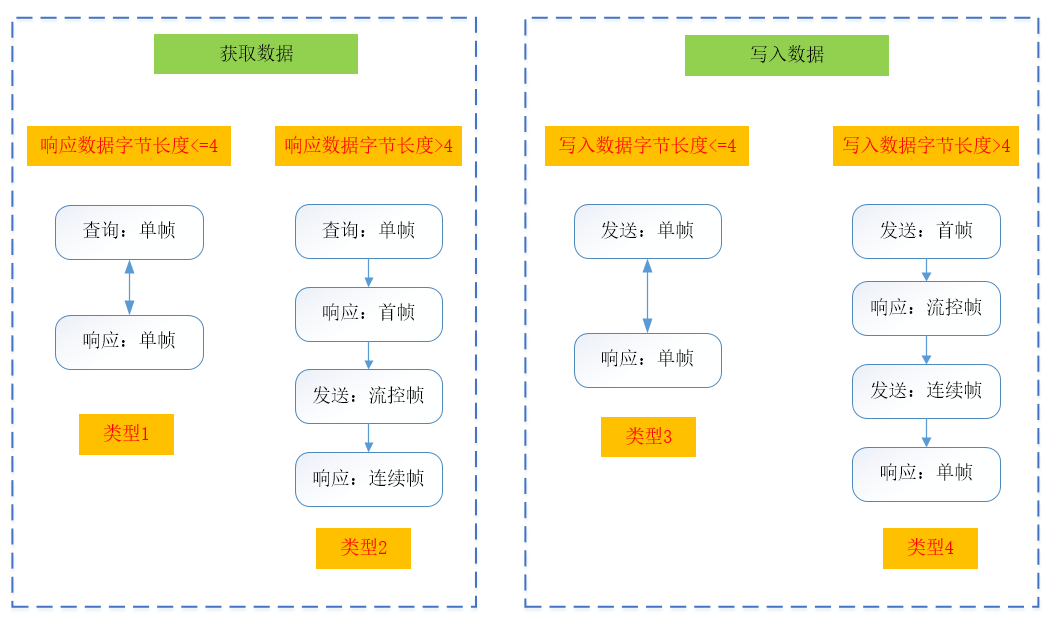 获取数据
响应数据字节长度<=4
响应数据字节长度>4
查询：单帧
响应：单帧
类型1
查询：单帧
响应：首帧
发送：流控帧
响应：连续帧
类型2
写入数据
写入数据字节长度<=4
写入数据字节长度>4
发送：单帧
响应：单帧
类型3
发送：首帧
响应：流控帧
发送：连续帧
响应：单帧
类型4